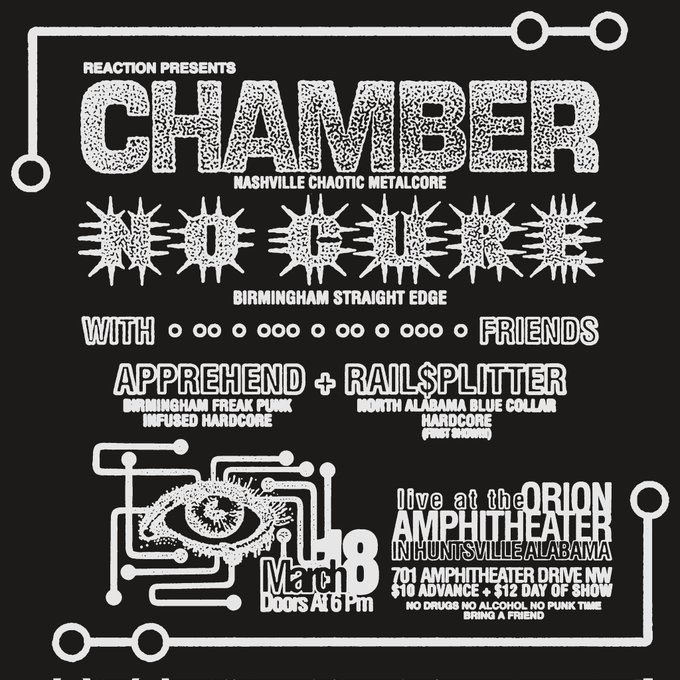 REACTION PRESENTS
CHAMBER
NASHVILLE CHAOTIC METALCORE
NO CURE
BIRMINGHAM STRAIGHT EDGE
WITH FRIENDS
APPREHEND + RAIL$PLITTER
BIRMINGHAM FREAK PUNK
INFUSED HARDCORE
NORTH ALABAMA BLUE COLLAR
HARDCORE
(FIRST SHOW!!!)
March 18
Doors At 6 Pm
live at the ORION
AMPHITHEATER
IN HUNTSVILLE ALABAMA
701 AMPHITHEATER DRIVE NW
$10 ADVANCE + $12 DAY OF SHOW
NO DRUGS NO ALCOHOL NO PUNK TIME
BRING A FRIEND